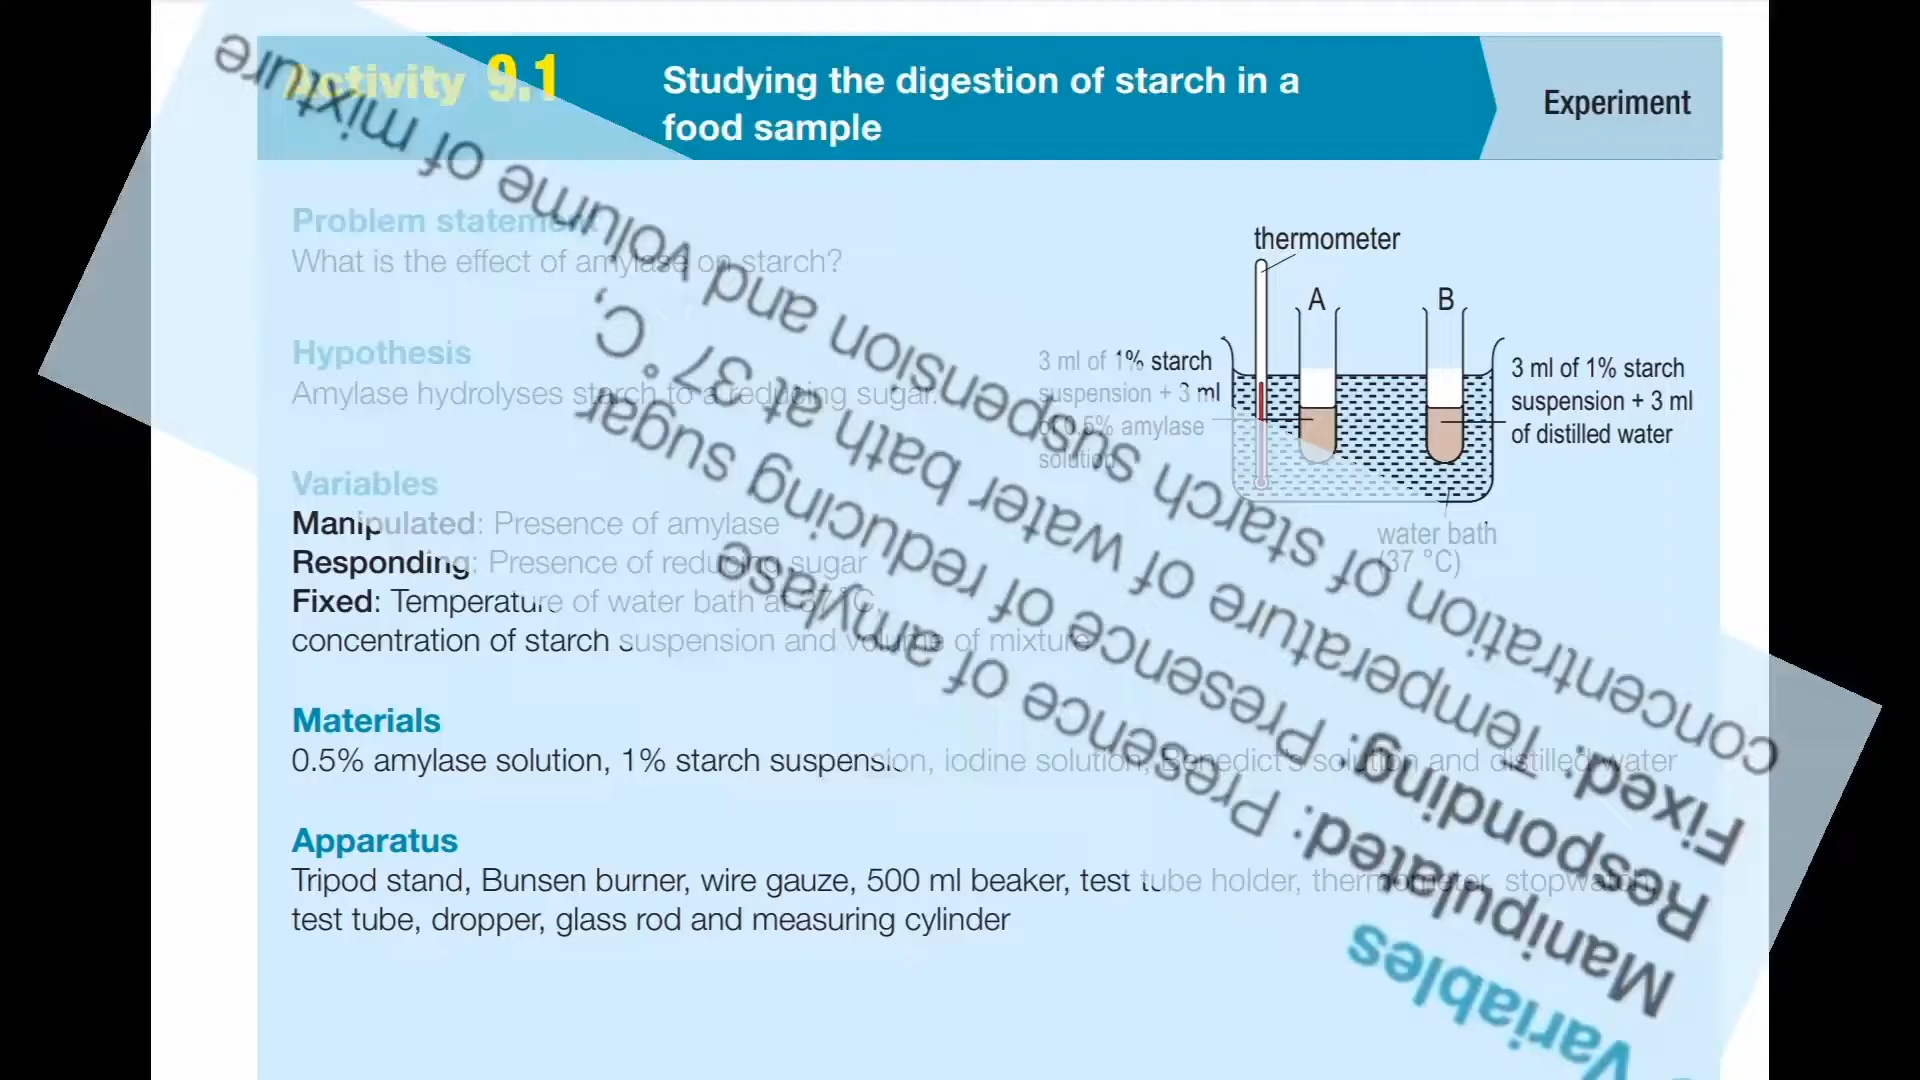 Activity 9.1
Studying the digestion of starch in a
food sample
Experiment
Problem statement
What is the effect of amylase on starch?
Hypothesis
Amylase hydrolyses starch to a reducing sugar.
Variables
Manipulated: Presence of amylase
Responding: Presence of reducing sugar
Fixed: Temperature of water bath at 37 °C,
concentration of starch suspension and volume of mixture
Materials
0.5% amylase solution, 1% starch suspension, iodine solution, Benedict's solution and distilled water
Apparatus
Tripod stand, Bunsen burner, wire gauze, 500 ml beaker, test tube holder, thermometer, stopwatch,
test tube, dropper, glass rod and measuring cylinder
thermometer
A
B
3 ml of 1% starch
suspension + 3 ml
of 0.5% amylase
solution
3 ml of 1% starch
suspension + 3 ml
of distilled water
water bath
(37 °C)
Variables
Manipulated: Presence of amylase
Responding: Presence of reducing sugar
Fixed: Temperature of water bath at 37 °C,
concentration of starch suspension and volume of mixture